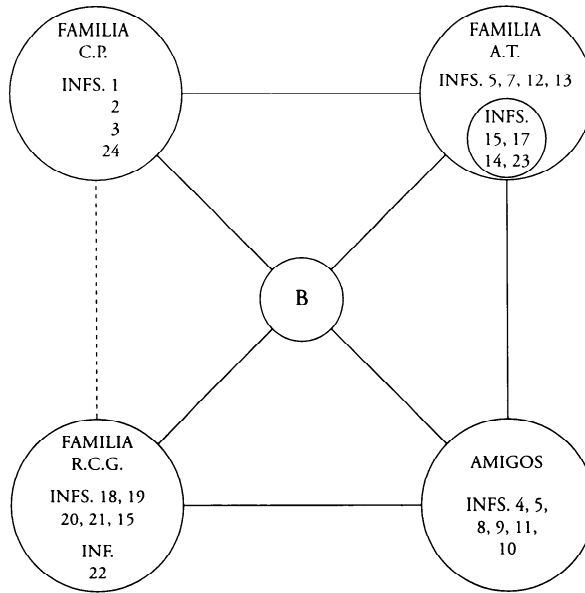 FAMILIA
C.P.
INFS. 1
2
3
24
FAMILIA
A.T.
INFS. 5, 7, 12, 13
INFS.
15, 17
14, 23
B
FAMILIA
R.C.G.
INFS. 18, 19
20, 21, 15
INF.
22
AMIGOS
INFS. 4, 5,
8, 9, 11,
10